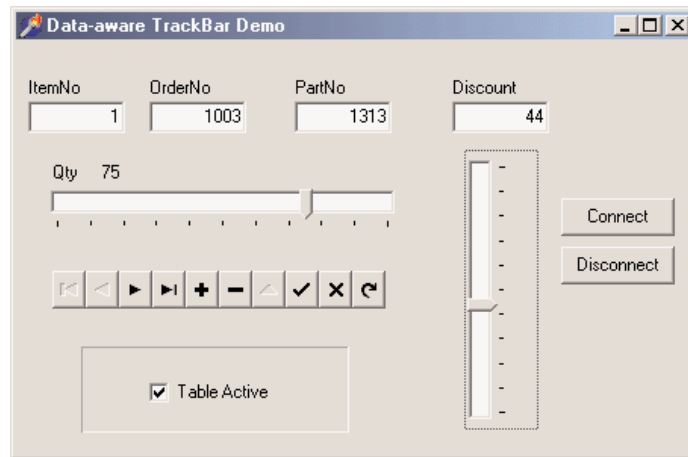 Data-aware TrackBar Demo
ItemNo OrderNo PartNo Discount
1 1003 1313 44
Qty 75
Connect
Disconnect
Table Active